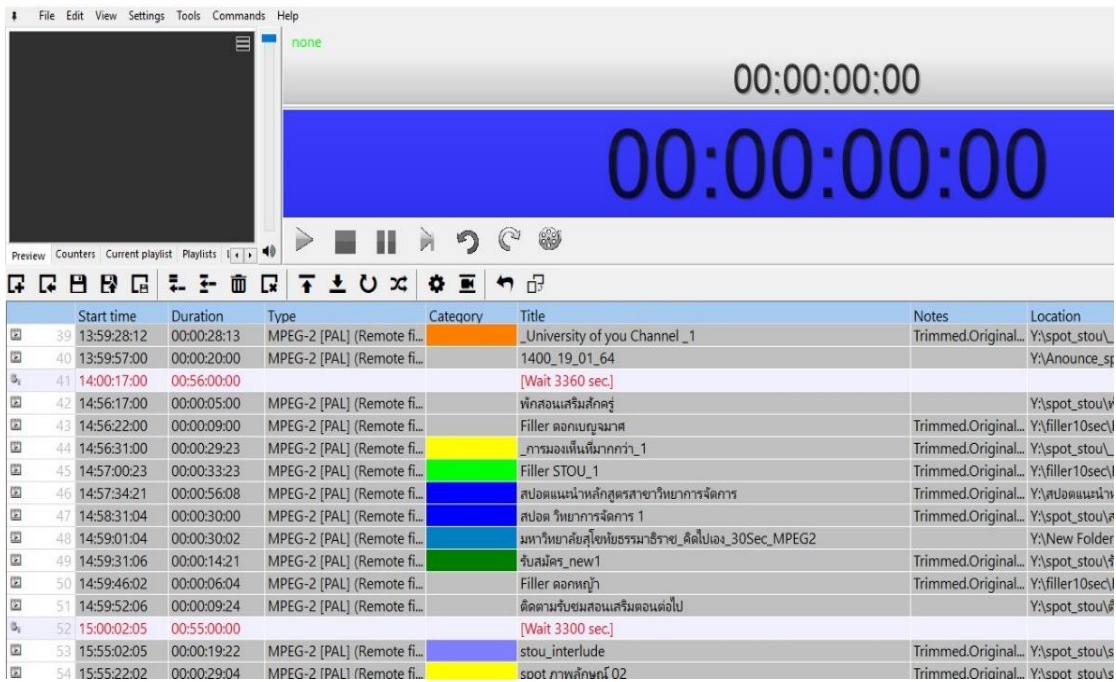 File Edit View Settings Tools Commands Help
none
00:00:00:00
00:00:00:00
Preview Counters Current playlist Playlists
Start time Duration Type Category Title Notes Location
39 13:59:28:12 00:00:28:13 MPEG-2 [PAL] (Remote fi... _University of you Channel _1 Trimmed.Original... Y:\spot_stou\_
40 13:59:57:00 00:00:20:00 MPEG-2 [PAL] (Remote fi... 1400_19_01_64 Y:\Anounce_sp
41 14:00:17:00 00:56:00:00 [Wait 3360 sec.]
42 14:56:17:00 00:00:05:00 MPEG-2 [PAL] (Remote fi... พักสอนเสริมสักครู่ Y:\spot_stou\พ
43 14:56:22:00 00:00:09:00 MPEG-2 [PAL] (Remote fi... Filler ดอกเบญจมาศ Trimmed.Original... Y:\filler10sec\
44 14:56:31:00 00:00:29:23 MPEG-2 [PAL] (Remote fi... _การมองเห็นที่มากกว่า_1 Trimmed.Original... Y:\spot_stou\_
45 14:57:00:23 00:00:33:23 MPEG-2 [PAL] (Remote fi... Filler STOU_1 Trimmed.Original... Y:\filler10sec\
46 14:57:34:21 00:00:56:08 MPEG-2 [PAL] (Remote fi... สปอตแนะนำหลักสูตรสาขาวิทยาการจัดการ Trimmed.Original... Y:\สปอตแนะนำห
47 14:58:31:04 00:00:30:00 MPEG-2 [PAL] (Remote fi... สปอต วิทยาการจัดการ 1 Trimmed.Original... Y:\spot_stou\ส
48 14:59:01:04 00:00:30:02 MPEG-2 [PAL] (Remote fi... มหาวิทยาลัยสุโขทัยธรรมาธิราช_คิดไปเอง_30Sec_MPEG2 Y:\New Folder
49 14:59:31:06 00:00:14:21 MPEG-2 [PAL] (Remote fi... รับสมัคร_new1 Trimmed.Original... Y:\spot_stou\ร
50 14:59:46:02 00:00:06:04 MPEG-2 [PAL] (Remote fi... Filler ดอกหญ้า Trimmed.Original... Y:\filler10sec\
51 14:59:52:06 00:00:09:24 MPEG-2 [PAL] (Remote fi... ติดตามรับชมสอนเสริมตอนต่อไป Y:\spot_stou\ต
52 15:00:02:05 00:55:00:00 [Wait 3300 sec.]
53 15:55:02:05 00:00:19:22 MPEG-2 [PAL] (Remote fi... stou_interlude Trimmed.Original... Y:\spot_stou\s
54 15:55:22:02 00:00:29:04 MPEG-2 [PAL] (Remote fi... spot ภาพลักษณ์ 02 Trimmed.Original... Y:\spot_stou\s